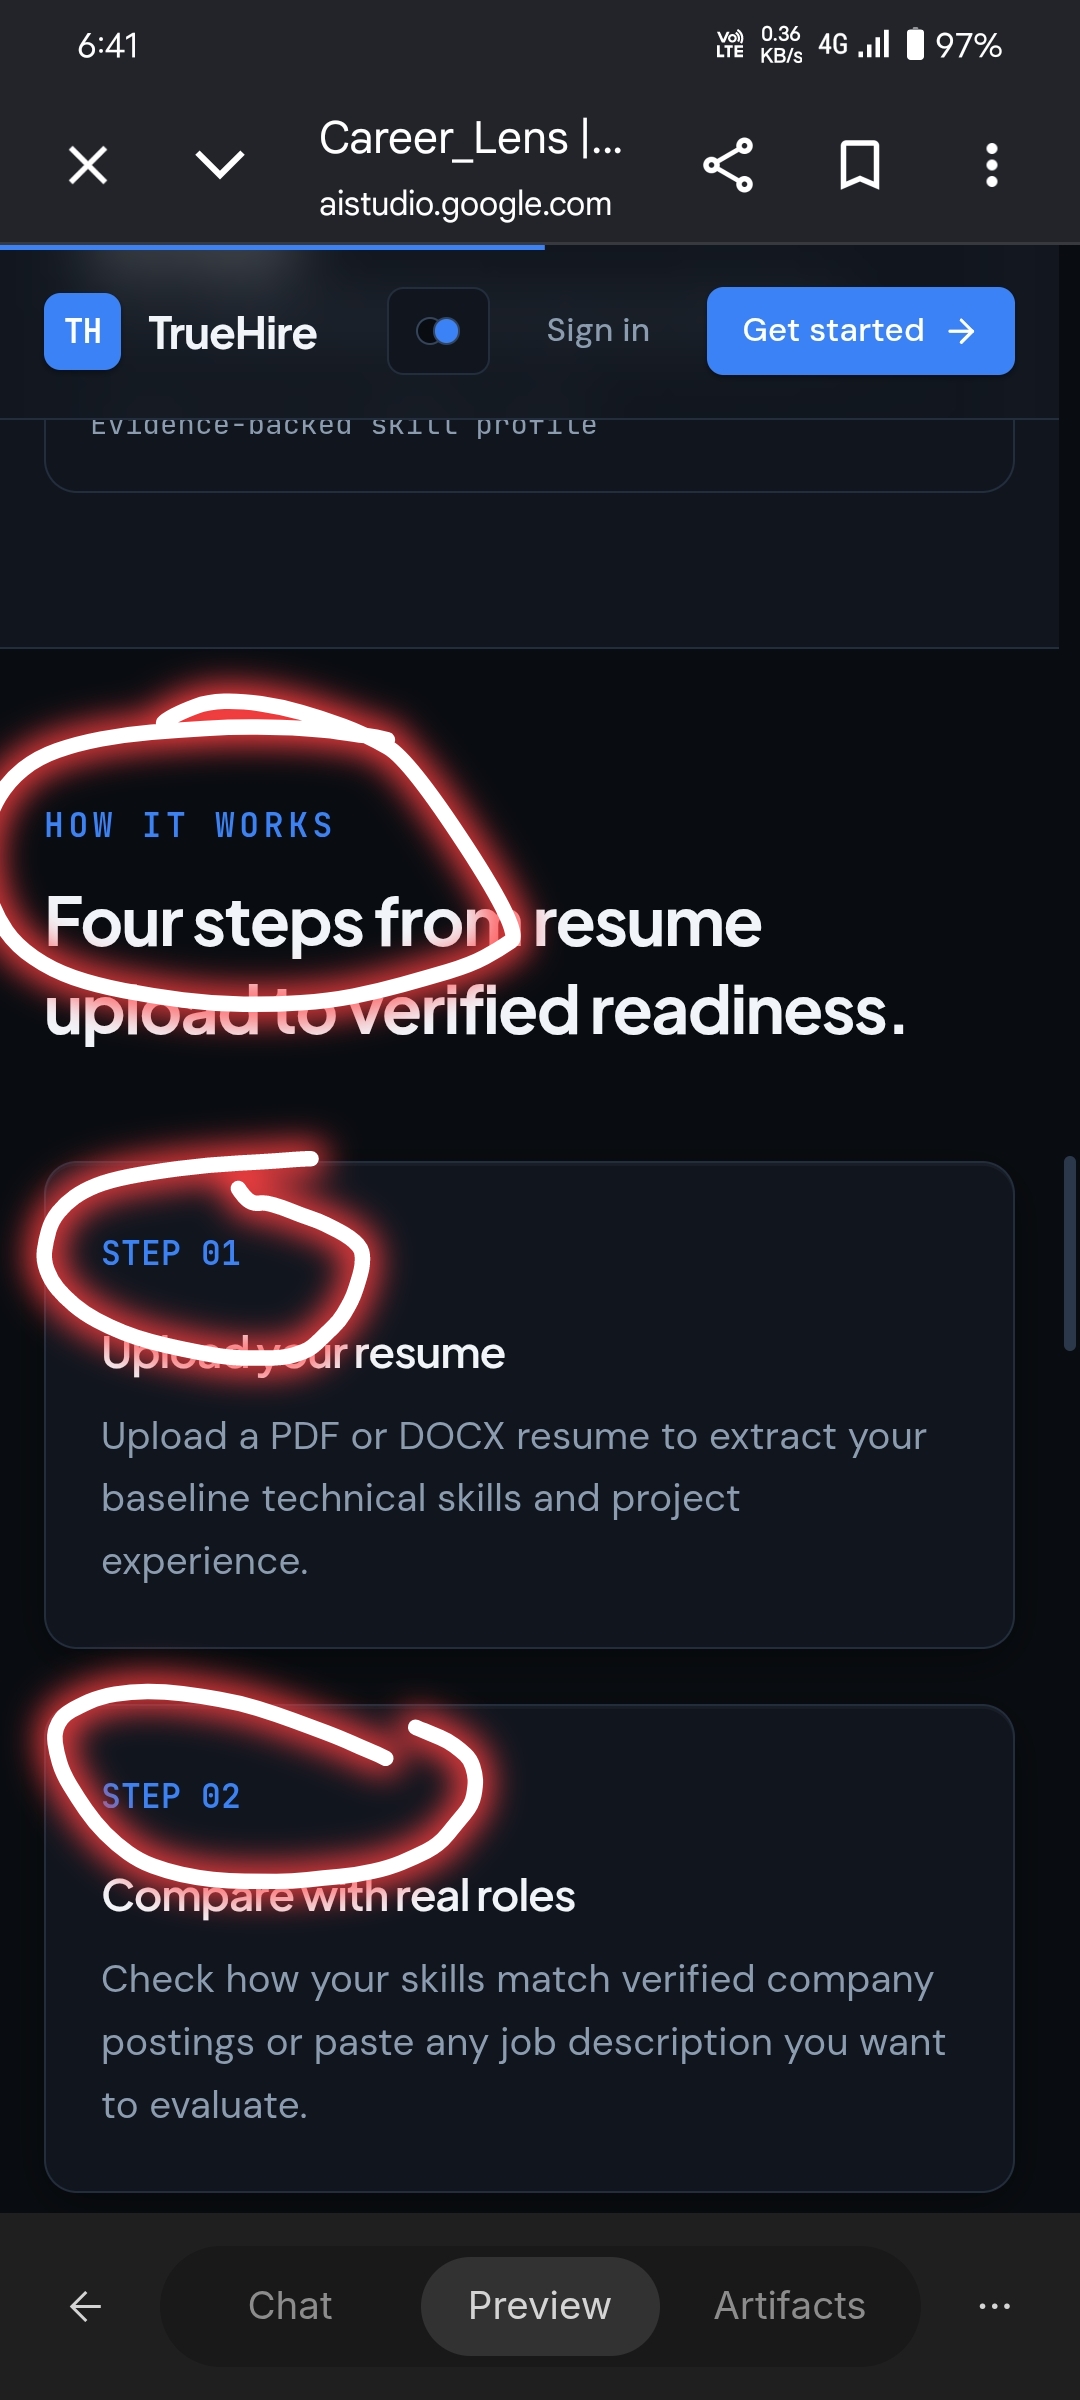 6:41
Vo)) LTE 0.36 KB/s 4G 97%
Career_Lens |...
aistudio.google.com
TH TrueHire Sign in Get started →
Evidence-backed skill profile
HOW IT WORKS
Four steps from resume
upload to verified readiness.
STEP 01
Upload your resume
Upload a PDF or DOCX resume to extract your
baseline technical skills and project
experience.
STEP 02
Compare with real roles
Check how your skills match verified company
postings or paste any job description you want
to evaluate.
Chat Preview Artifacts